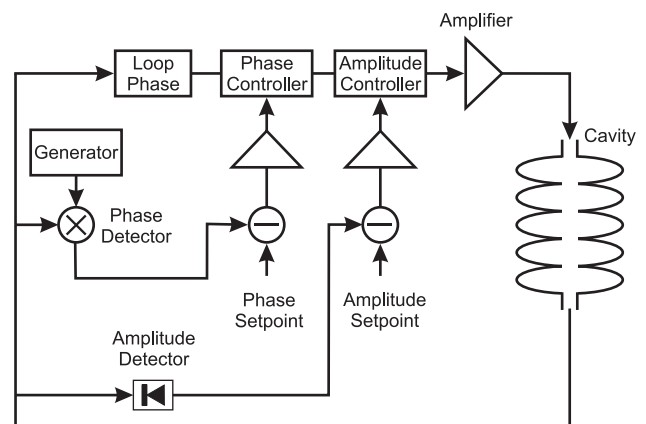 Amplifier
Loop
Phase
Phase
Controller
Amplitude
Controller
Cavity
Generator
Phase
Detector
Phase
Setpoint
Amplitude
Setpoint
Amplitude
Detector